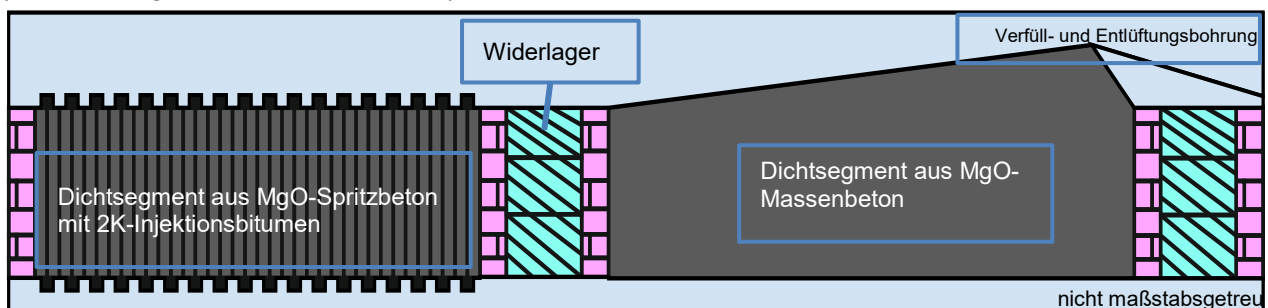 Verfüll- und Entlüftungsbohrung
Widerlager
Dichtsegment aus MgO-Spritzbeton
mit 2K-Injektionsbitumen
Dichtsegment aus MgO-
Massenbeton
nicht maßstabsgetreu